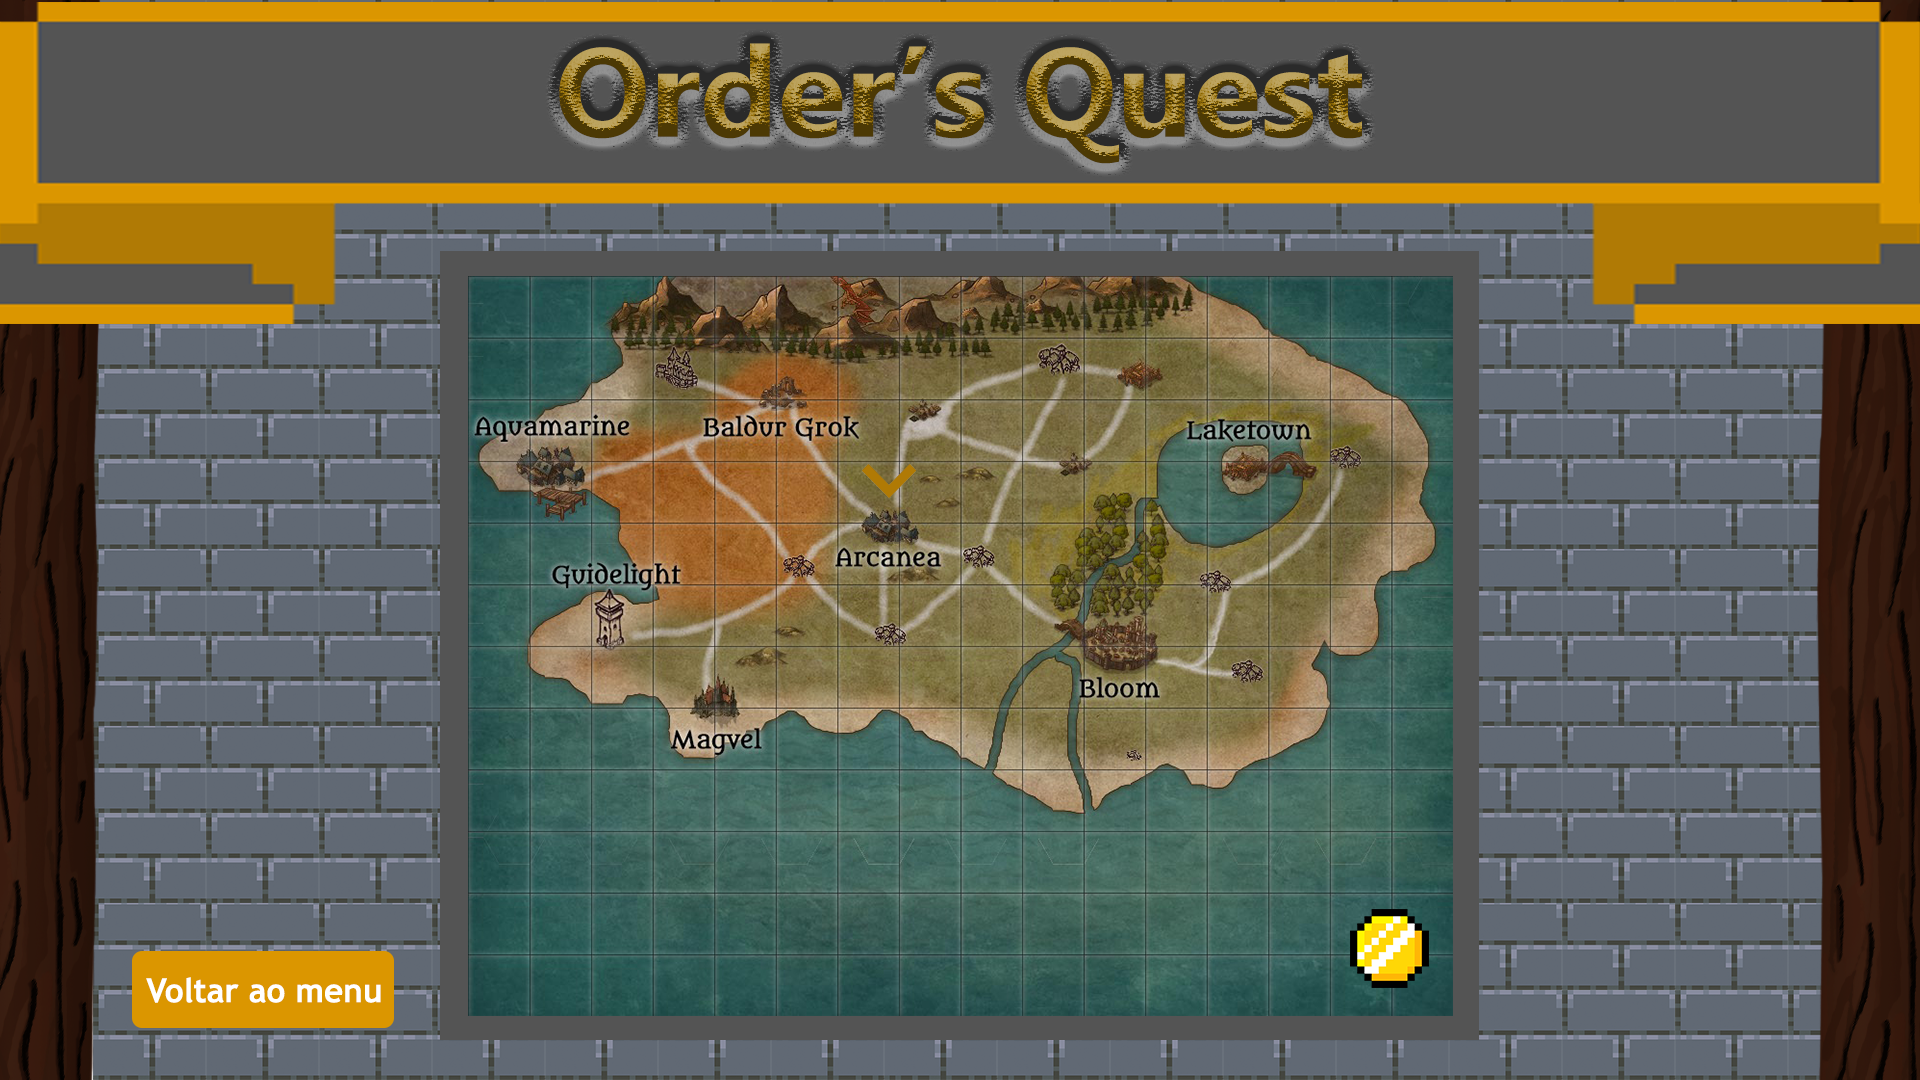 Order's Quest
Aquamarine
Baldur Grok
Laketown
Arcanea
Guidelight
Bloom
Magvel
Voltar ao menu